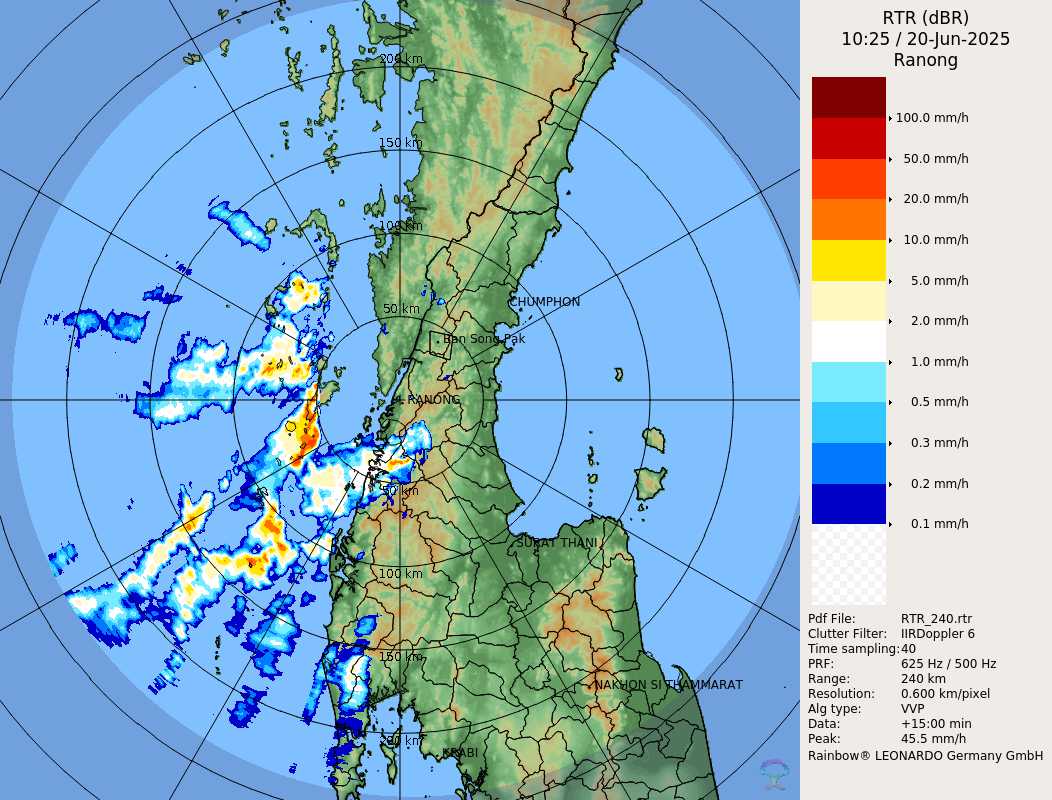 RTR (dBR)
10:25 / 20-Jun-2025
Ranong
100.0 mm/h
50.0 mm/h
20.0 mm/h
10.0 mm/h
5.0 mm/h
2.0 mm/h
1.0 mm/h
0.5 mm/h
0.3 mm/h
0.2 mm/h
0.1 mm/h
Pdf File: RTR_240.rtr
Clutter Filter: IIRDoppler 6
Time sampling:40
PRF: 625 Hz / 500 Hz
Range: 240 km
Resolution: 0.600 km/pixel
Alg type: VVP
Data: +15:00 min
Peak: 45.5 mm/h
Rainbow® LEONARDO Germany GmbH
200 km
150 km
100 km
50 km
CHUMPHON
Ban Song Pak
RANONG
50 km
SURAT THANI
100 km
150 km
NAKHON SI THAMMARAT
200 km
KRABI